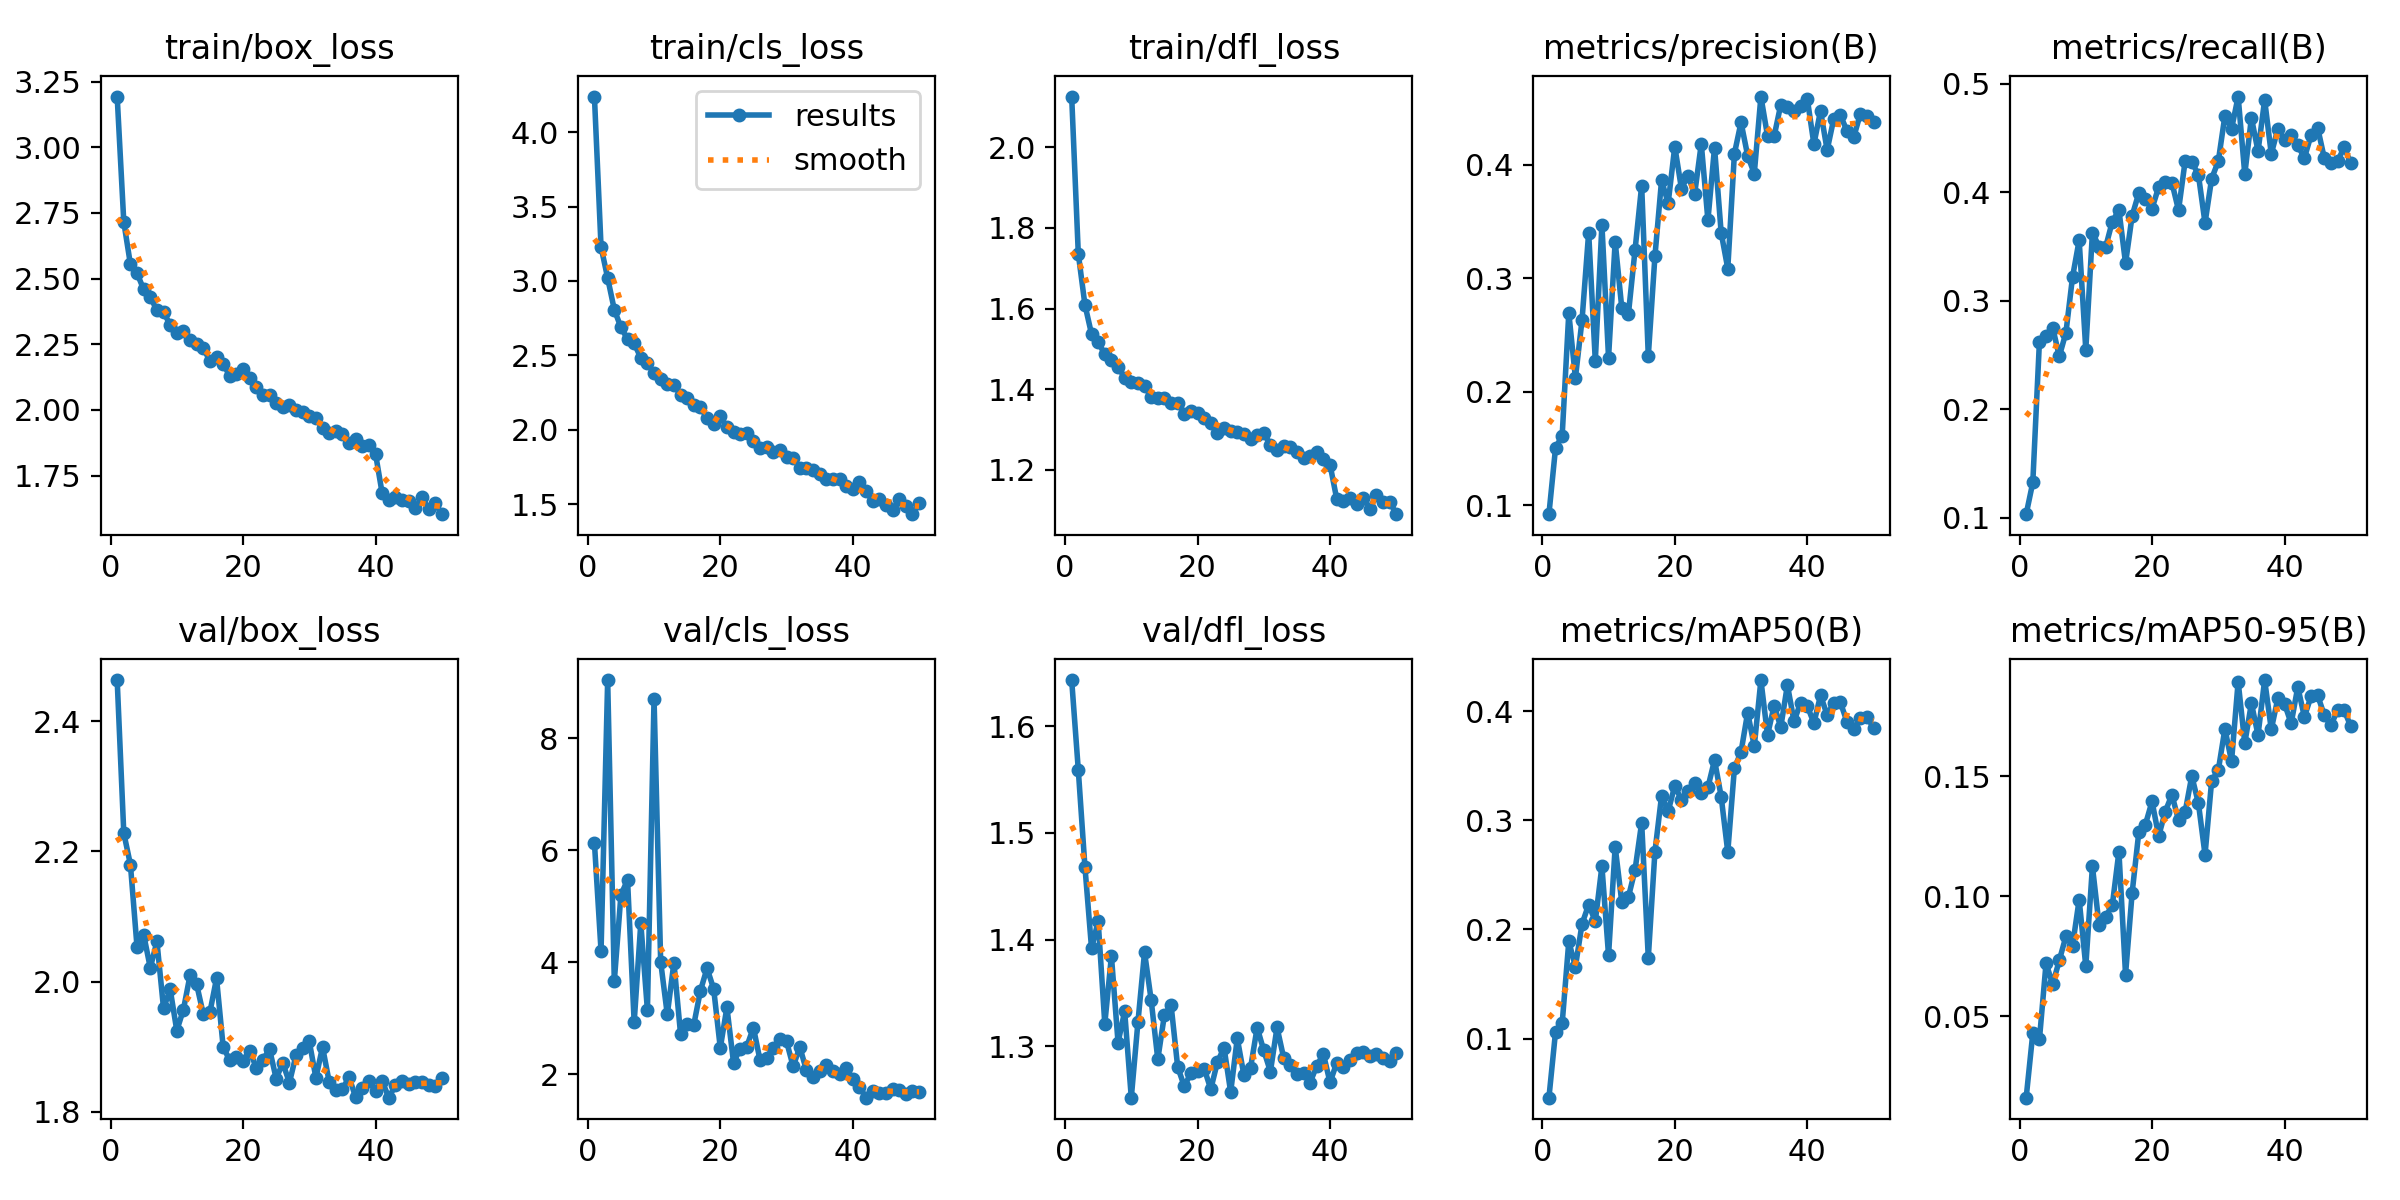 train/box_loss
3.25
3.00
2.75
2.50
2.25
2.00
1.75
0 20 40
train/cls_loss
results
smooth
4.0
3.5
3.0
2.5
2.0
1.5
0 20 40
train/dfl_loss
2.0
1.8
1.6
1.4
1.2
0 20 40
metrics/precision(B)
0.4
0.3
0.2
0.1
0 20 40
metrics/recall(B)
0.5
0.4
0.3
0.2
0.1
0 20 40
val/box_loss
2.4
2.2
2.0
1.8
0 20 40
val/cls_loss
8
6
4
2
0 20 40
val/dfl_loss
1.6
1.5
1.4
1.3
0 20 40
metrics/mAP50(B)
0.4
0.3
0.2
0.1
0 20 40
metrics/mAP50-95(B)
0.15
0.10
0.05
0 20 40